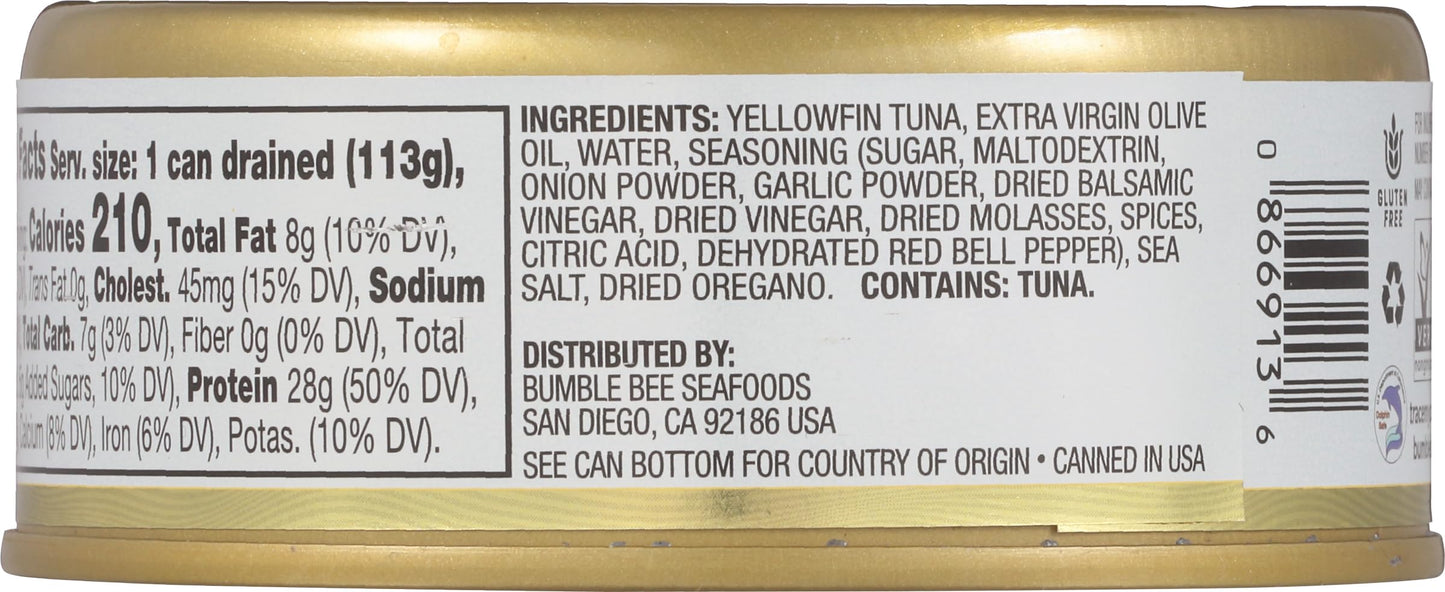 Facts Serv. size: 1 can drained (113g),
Calories 210, Total Fat 8g (10% DV),
Trans Fat 0g, Cholest. 45mg (15% DV), Sodium
Total Carb. 7g (3% DV), Fiber 0g (0% DV), Total
Added Sugars, 10% DV), Protein 28g (50% DV),
Calcium (8% DV), Iron (6% DV), Potas. (10% DV).
INGREDIENTS: YELLOWFIN TUNA, EXTRA VIRGIN OLIVE
OIL, WATER, SEASONING (SUGAR, MALTODEXTRIN,
ONION POWDER, GARLIC POWDER, DRIED BALSAMIC
VINEGAR, DRIED VINEGAR, DRIED MOLASSES, SPICES,
CITRIC ACID, DEHYDRATED RED BELL PEPPER), SEA
SALT, DRIED OREGANO. CONTAINS: TUNA.
DISTRIBUTED BY:
BUMBLE BEE SEAFOODS
SAN DIEGO, CA 92186 USA
SEE CAN BOTTOM FOR COUNTRY OF ORIGIN • CANNED IN USA
0 866913 6
GLUTEN
FREE
Dolphin
Safe